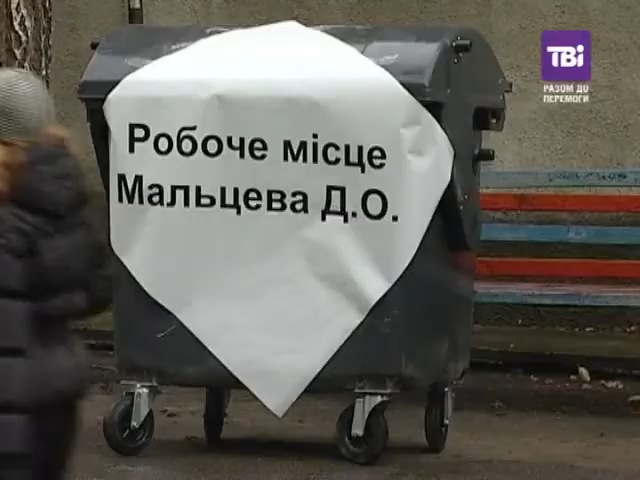 ТВі
РАЗОМ ДО
ПЕРЕМОГИ
Робоче місце
Мальцева Д.О.